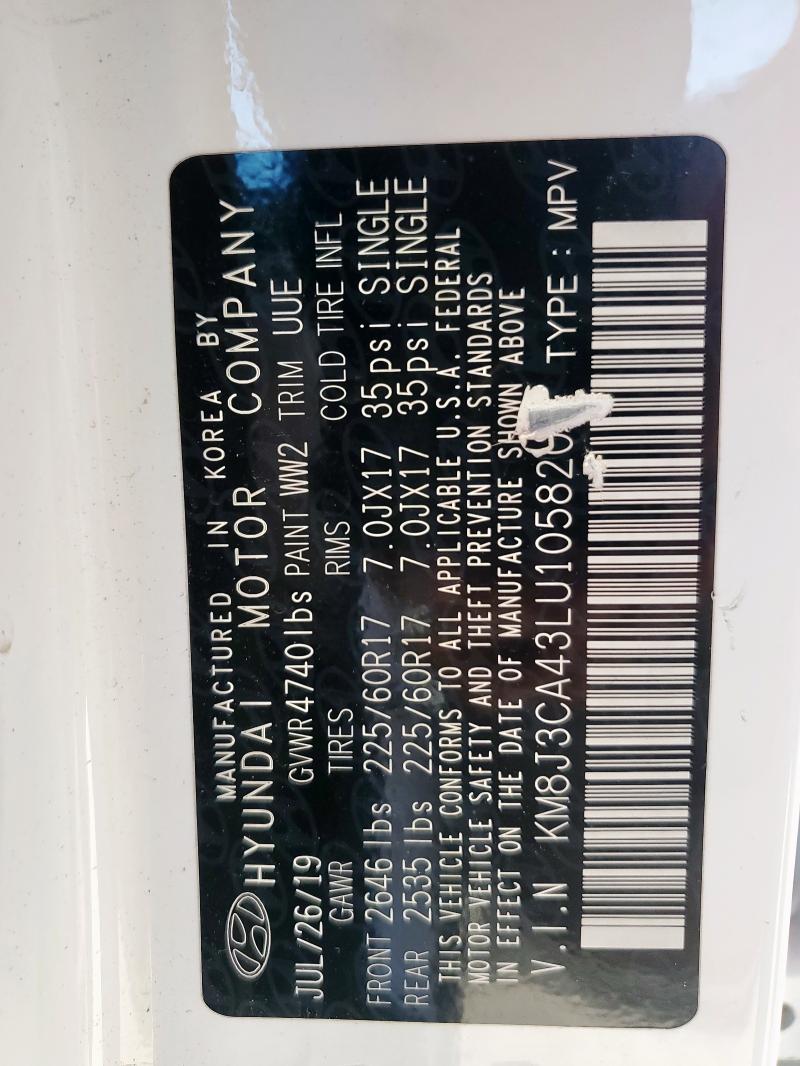 MANUFACTURED IN KOREA BY
HYUNDAI MOTOR COMPANY
JUL/26/19 GVWR 4740lbs PAINT WW2 TRIM UUE
GAWR TIRES RIMS COLD TIRE INFL
FRONT 2646lbs 225/60R17 7.0JX17 35psi SINGLE
REAR 2535lbs 225/60R17 7.0JX17 35psi SINGLE
THIS VEHICLE CONFORMS TO ALL APPLICABLE U.S.A. FEDERAL
MOTOR VEHICLE SAFETY AND THEFT PREVENTION STANDARDS
IN EFFECT ON THE DATE OF MANUFACTURE SHOWN ABOVE
V.I.N KM8J3CA43LU105820 TYPE : MPV